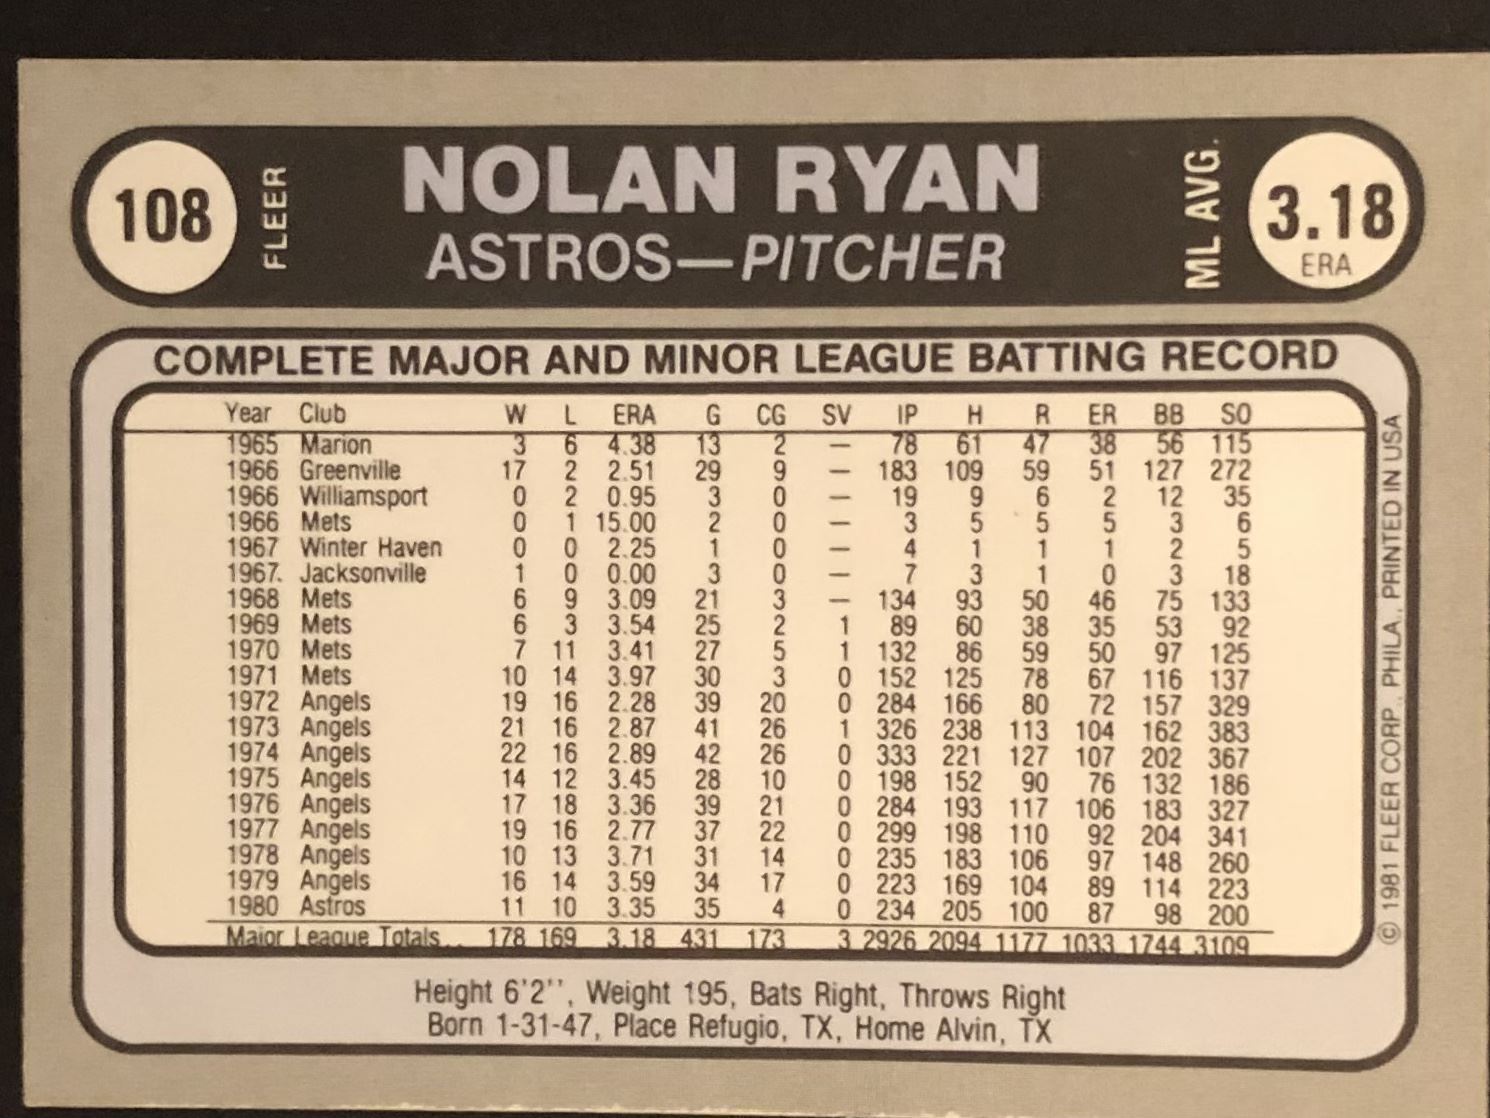 108
FLEER
NOLAN RYAN
ASTROS—PITCHER
ML AVG.
3.18
ERA
COMPLETE MAJOR AND MINOR LEAGUE BATTING RECORD
Year Club W L ERA G CG SV IP H R ER BB SO
1965 Marion 3 6 4.38 13 2 — 78 61 47 38 56 115
1966 Greenville 17 2 2.51 29 9 — 183 109 59 51 127 272
1966 Williamsport 0 2 0.95 3 0 — 19 9 6 2 12 35
1966 Mets 0 1 15.00 2 0 — 3 5 5 5 3 6
1967 Winter Haven 0 0 2.25 1 0 — 4 1 1 1 2 5
1967. Jacksonville 1 0 0.00 3 0 — 7 3 1 0 3 18
1968 Mets 6 9 3.09 21 3 — 134 93 50 46 75 133
1969 Mets 6 3 3.54 25 2 1 89 60 38 35 53 92
1970 Mets 7 11 3.41 27 5 1 132 86 59 50 97 125
1971 Mets 10 14 3.97 30 3 0 152 125 78 67 116 137
1972 Angels 19 16 2.28 39 20 0 284 166 80 72 157 329
1973 Angels 21 16 2.87 41 26 1 326 238 113 104 162 383
1974 Angels 22 16 2.89 42 26 0 333 221 127 107 202 367
1975 Angels 14 12 3.45 28 10 0 198 152 90 76 132 186
1976 Angels 17 18 3.36 39 21 0 284 193 117 106 183 327
1977 Angels 19 16 2.77 37 22 0 299 198 110 92 204 341
1978 Angels 10 13 3.71 31 14 0 235 183 106 97 148 260
1979 Angels 16 14 3.59 34 17 0 223 169 104 89 114 223
1980 Astros 11 10 3.35 35 4 0 234 205 100 87 98 200
Major League Totals.. 178 169 3.18 431 173 3 2926 2094 1177 1033 1744 3109
Height 6'2'', Weight 195, Bats Right, Throws Right
Born 1-31-47, Place Refugio, TX, Home Alvin, TX
© 1981 FLEER CORP., PHILA., PRINTED IN USA